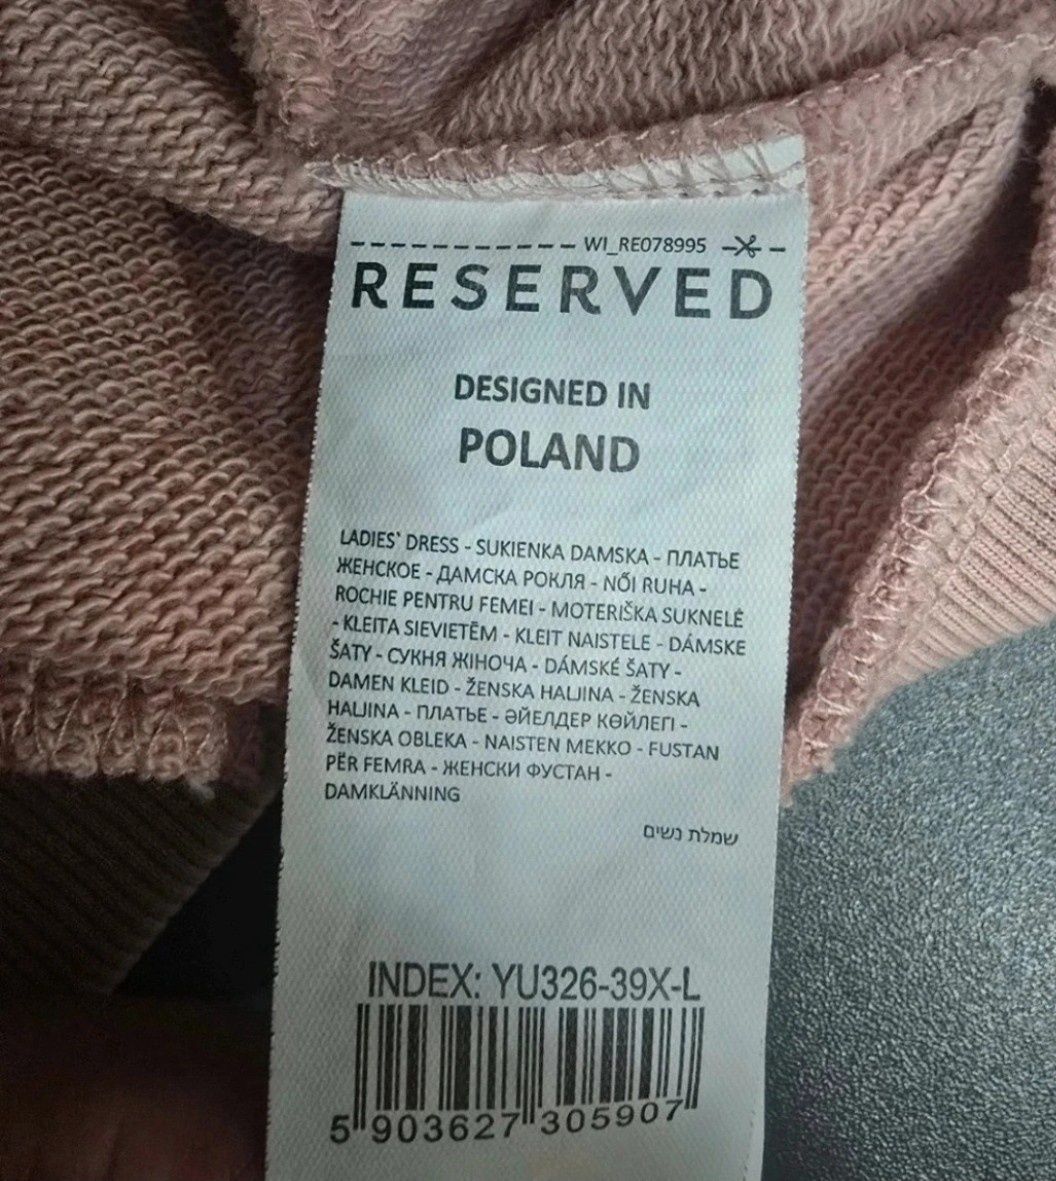 WI_RE078995
RESERVED
DESIGNED IN
POLAND
LADIES` DRESS - SUKIENKA DAMSKA - ПЛАТЬЕ
ЖЕНСКОЕ - ДАМСКА РОКЛЯ - NŐI RUHA -
ROCHIE PENTRU FEMEI - MOTERIŠKA SUKNELĖ
- KLEITA SIEVIETĒM - KLEIT NAISTELE - DÁMSKE
ŠATY - СУКНЯ ЖІНОЧА - DÁMSKÉ ŠATY -
DAMEN KLEID - ŽENSKA HALJINA - ŽENSKA
HALJINA - ПЛАТЬЕ - ӘЙЕЛДЕР КӨЙЛЕГІ -
ŽENSKA OBLEKA - NAISTEN MEKKO - FUSTAN
PËR FEMRA - ЖЕНСКИ ФУСТАН -
DAMKLÄNNING
שמלת נשים
INDEX: YU326-39X-L
5 903627 305907